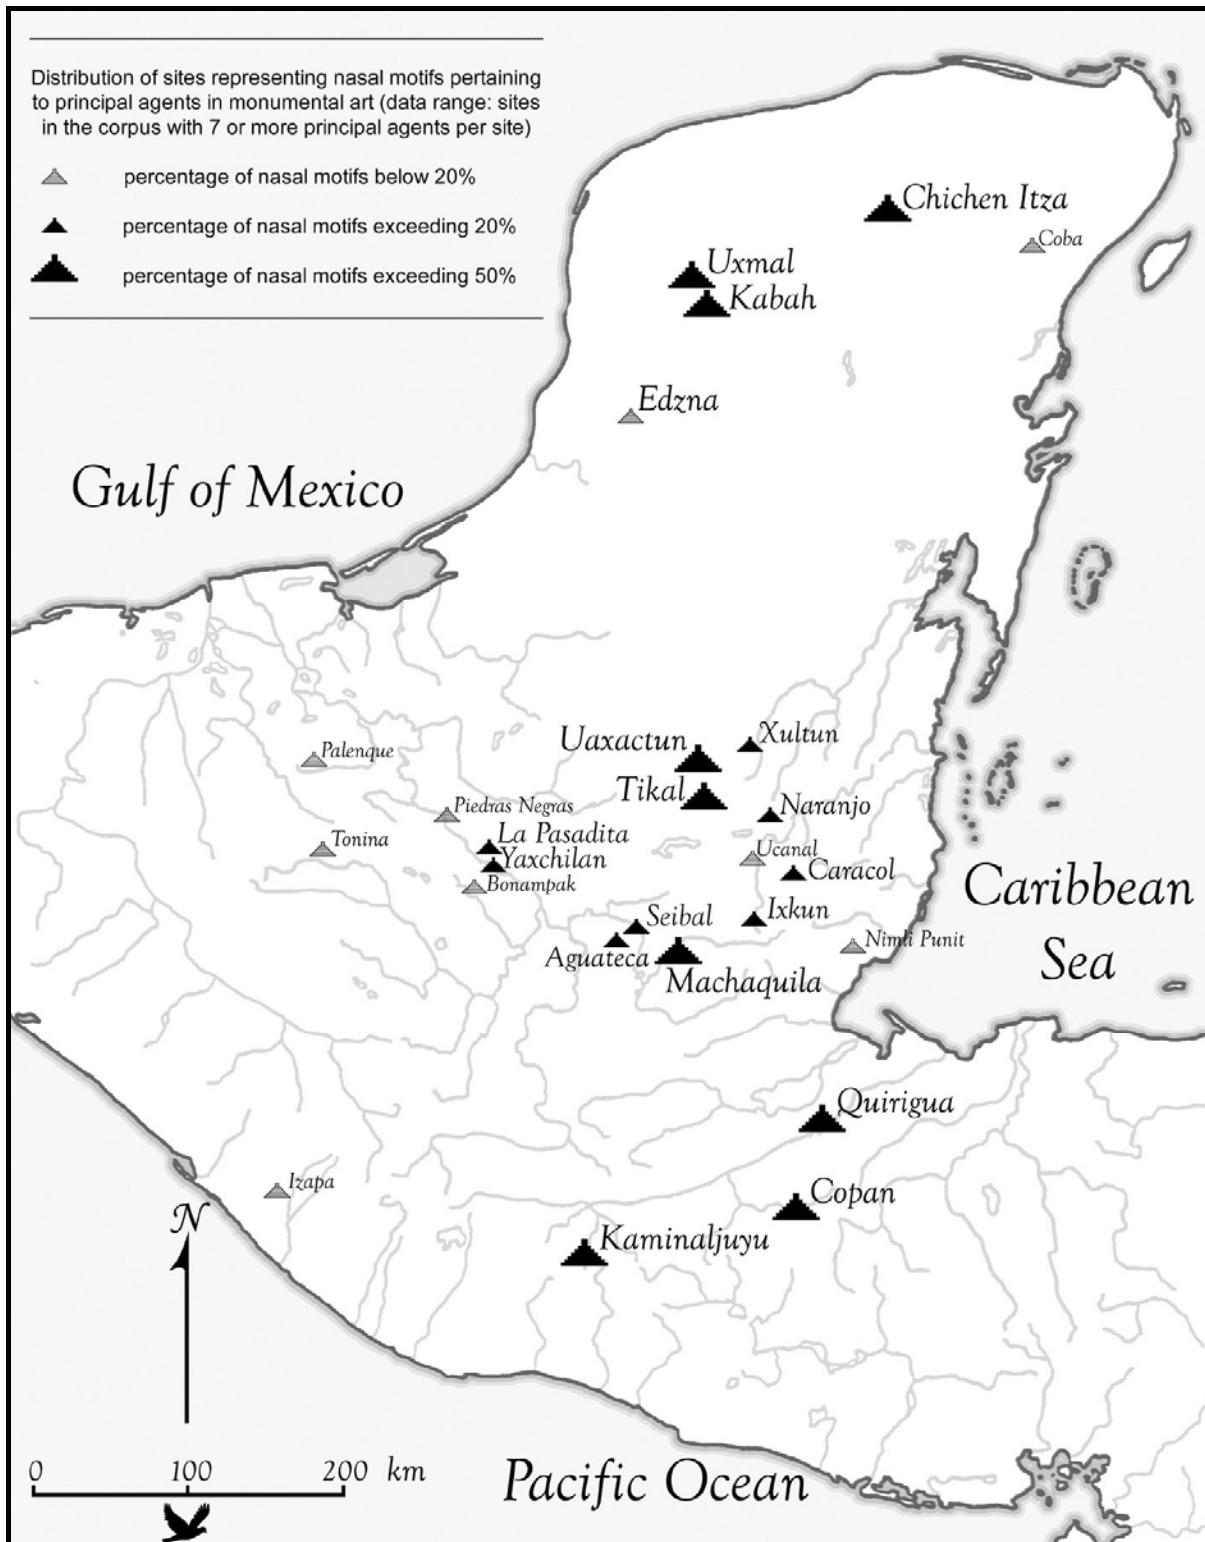 Distribution of sites representing nasal motifs pertaining
to principal agents in monumental art (data range: sites
in the corpus with 7 or more principal agents per site)
percentage of nasal motifs below 20%
percentage of nasal motifs exceeding 20%
percentage of nasal motifs exceeding 50%
Chichen Itza
Coba
Uxmal
Kabah
Edzna
Gulf of Mexico
Uaxactun
Xultun
Palenque
Tikal
Piedras Negras
Naranjo
La Pasadita
Tonina
Ucanal
Yaxchilan
Caracol
Bonampak
Caribbean
Sea
Seibal
Ixkun
Nimli Punit
Aguateca
Machaquila
Quirigua
Izapa
Copan
N
Kaminaljuyu
0 100 200 km
Pacific Ocean